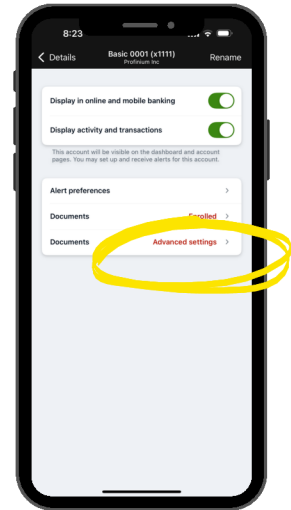 8:23
Details
Basic 0001 (x1111)
Rename
Profinium Inc
Display in online and mobile banking
Display activity and transactions
This account will be visible on the dashboard and account
pages. You may set up and receive alerts for this account.
Alert preferences
Documents Enrolled
Documents Advanced settings